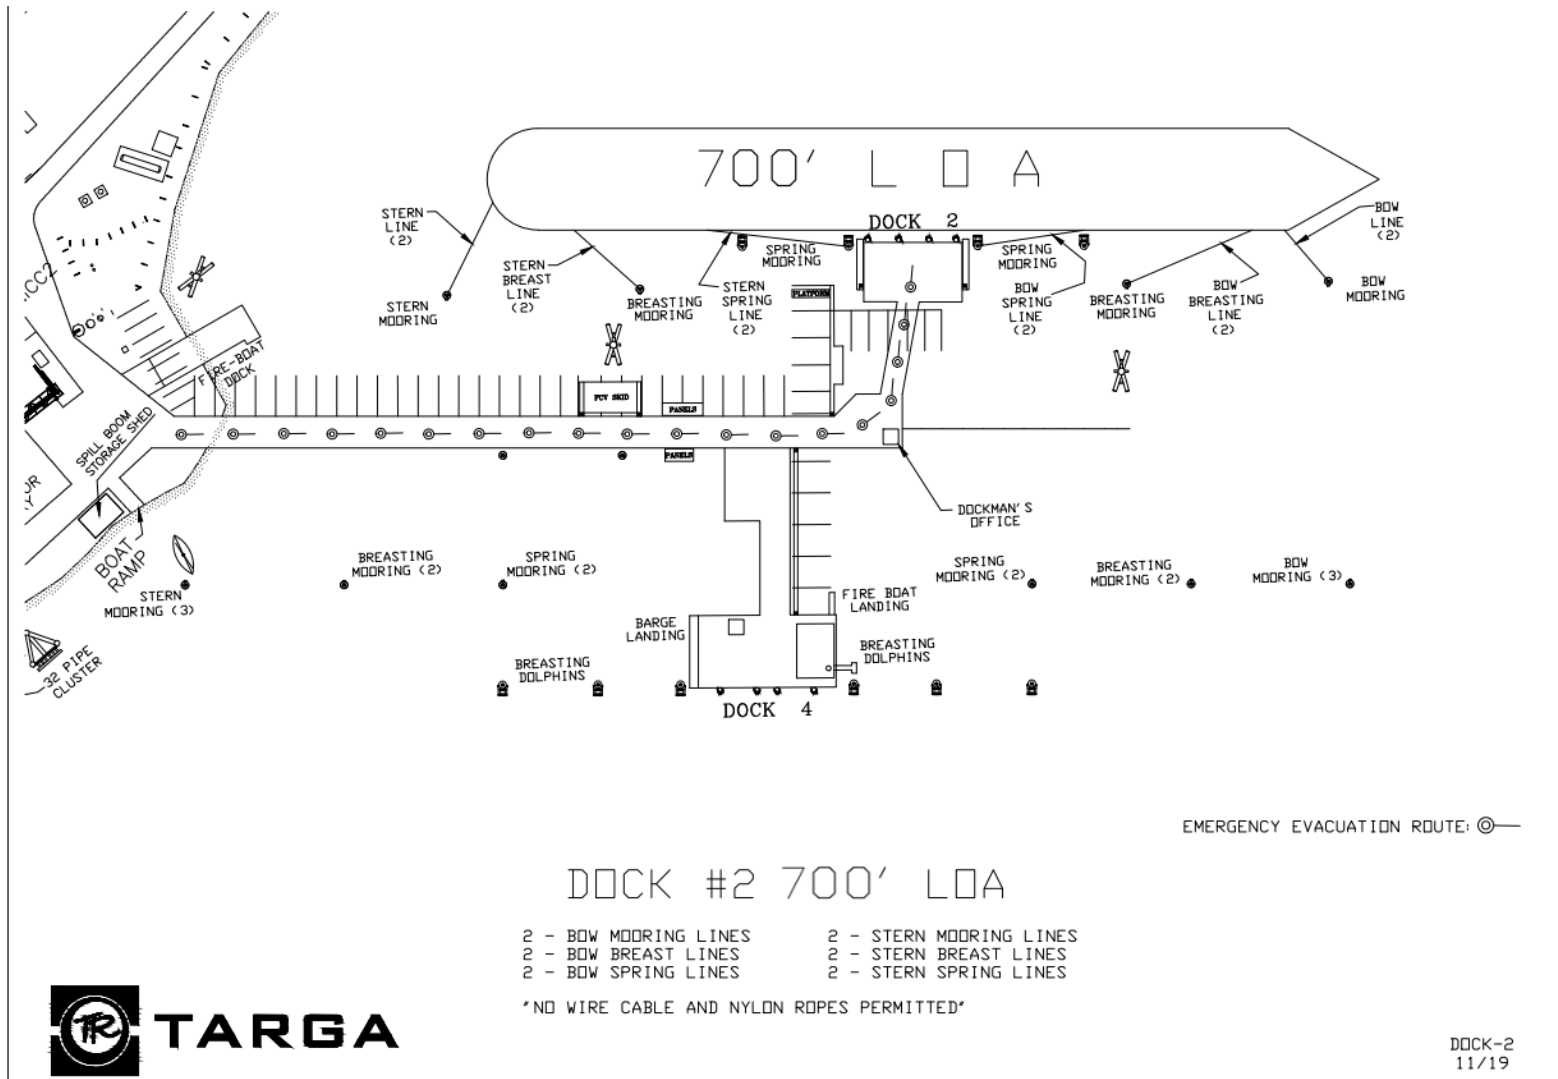 700' LOA
DOCK 2
STERN
LINE
(2)
BOW
LINE
(2)
STERN
BREAST
LINE
(2)
SPRING
MOORING
SPRING
MOORING
STERN
MOORING
BREASTING
MOORING
STERN
SPRING
LINE
(2)
BOW
SPRING
LINE
(2)
BREASTING
MOORING
BOW
BREASTING
LINE
(2)
BOW
MOORING
PLATFORM
FIRE-BOAT
DOCK
PCV SKID
PANELS
PANELS
SPILL BOOM
STORAGE SHED
DOCKMAN'S
OFFICE
BOAT
RAMP
BREASTING
MOORING (2)
SPRING
MOORING (2)
SPRING
MOORING (2)
BREASTING
MOORING (2)
BOW
MOORING (3)
STERN
MOORING (3)
FIRE BOAT
LANDING
BARGE
LANDING
BREASTING
DOLPHINS
BREASTING
DOLPHINS
32 PIPE
CLUSTER
DOCK 4
EMERGENCY EVACUATION ROUTE:
DOCK #2 700' LOA
2 - BOW MOORING LINES
2 - BOW BREAST LINES
2 - BOW SPRING LINES
2 - STERN MOORING LINES
2 - STERN BREAST LINES
2 - STERN SPRING LINES
"NO WIRE CABLE AND NYLON ROPES PERMITTED"
TR TARGA
DOCK-2
11/19